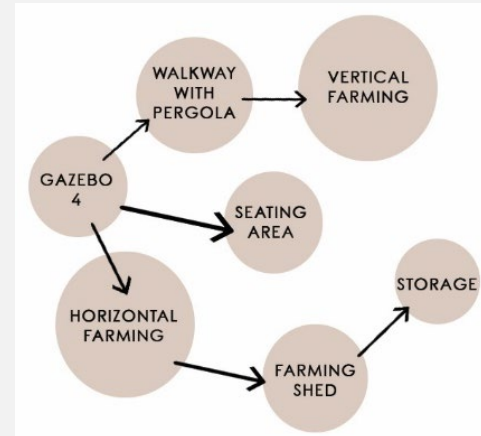 WALKWAY
WITH
PERGOLA
VERTICAL
FARMING
GAZEBO
4
SEATING
AREA
STORAGE
HORIZONTAL
FARMING
FARMING
SHED